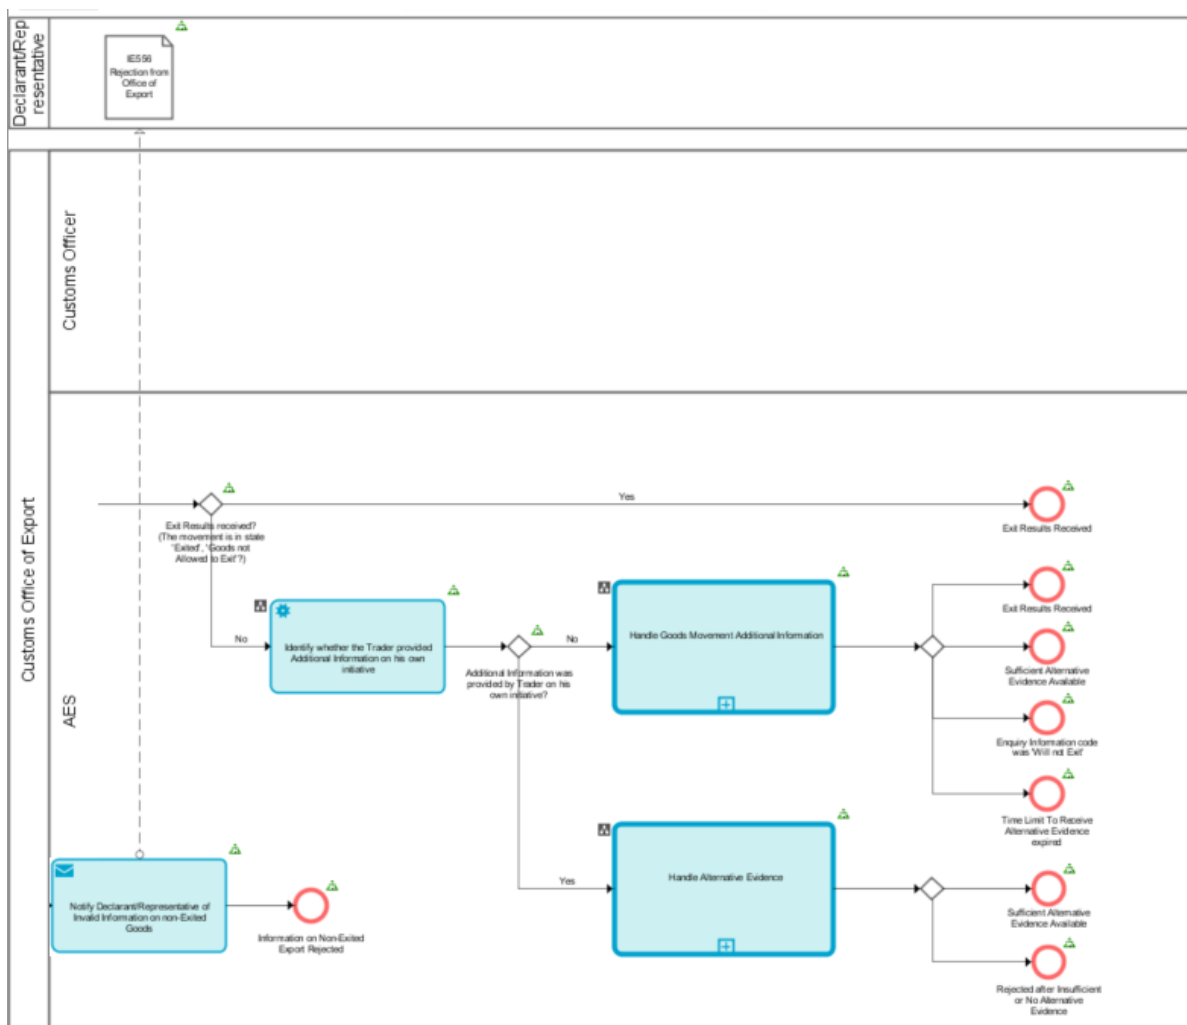 Declarant/Rep
resentative
IE556
Rejection from
Office of
Export
Customs Office of Export
Customs Officer
AES
Exit Results received?
(The movement is in state
'Exited', 'Goods not
Allowed to Exit'?)
Yes
Exit Results Received
No
Identify whether the Trader provided
Additional Information on his own
initiative
Additional Information was
provided by Trader on his
own initiative?
No
Handle Goods Movement Additional Information
Exit Results Received
Sufficient Alternative
Evidence Available
Enquiry Information code
was 'Will not Exit'
Time Limit To Receive
Alternative Evidence
expired
Yes
Handle Alternative Evidence
Sufficient Alternative
Evidence Available
Rejected after Insufficient
or No Alternative
Evidence
Notify Declarant/Representative of
Invalid Information on non-Exited
Goods
Information on Non-Exited
Export Rejected